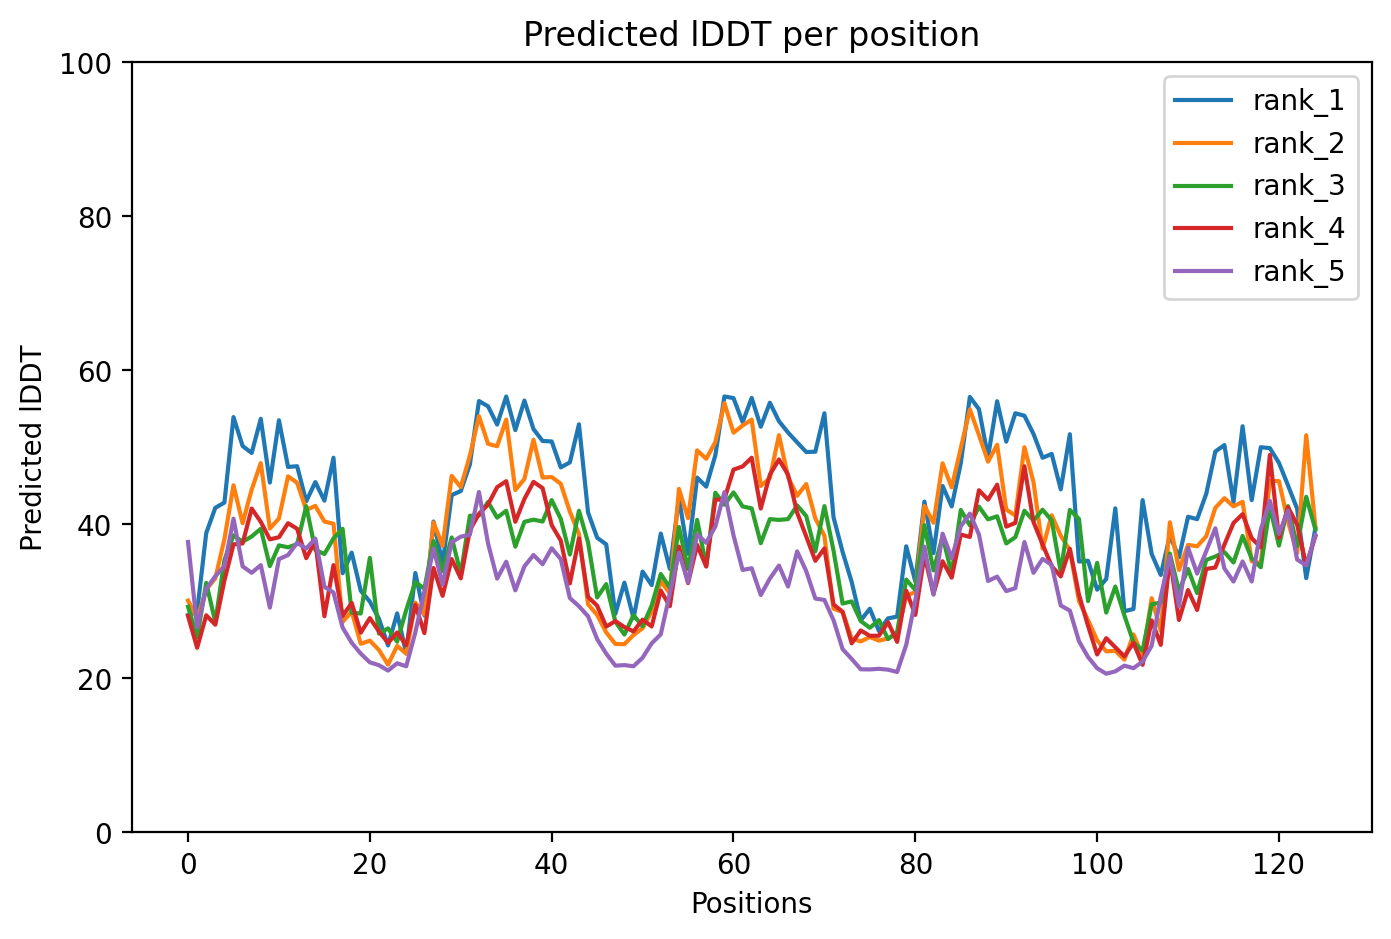 Predicted lDDT per position
100
80
60
40
20
0
Predicted lDDT
0 20 40 60 80 100 120
Positions
rank_1
rank_2
rank_3
rank_4
rank_5